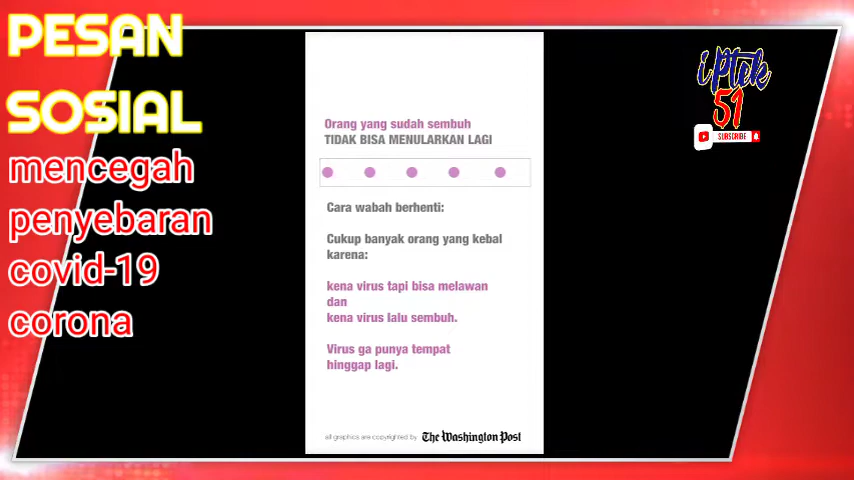 PESAN
SOSIAL
mencegah
penyebaran
covid-19
corona
Orang yang sudah sembuh
TIDAK BISA MENULARKAN LAGI
Cara wabah berhenti:
Cukup banyak orang yang kebal
karena:
kena virus tapi bisa melawan
dan
kena virus lalu sembuh.
Virus ga punya tempat
hinggap lagi.
all graphics are copyrighted by The Washington Post
iptek
51
SUBSCRIBE